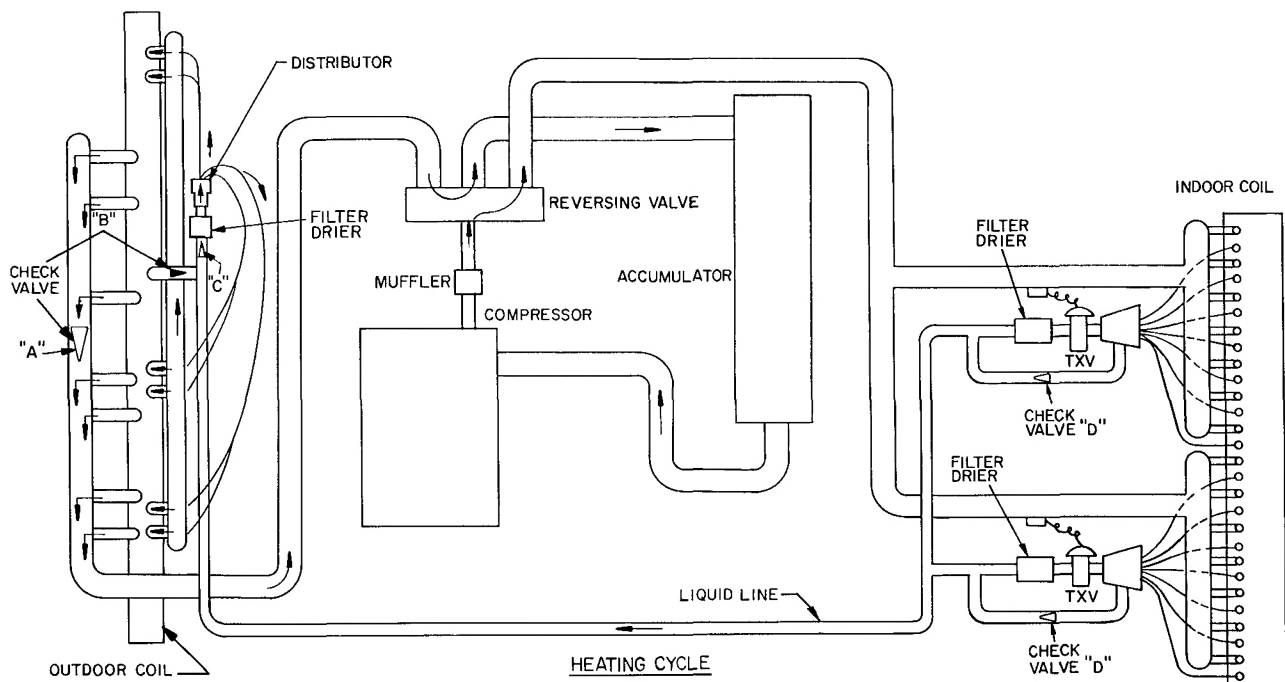 DISTRIBUTOR
INDOOR COIL
"B"
FILTER
DRIER
REVERSING VALVE
FILTER
DRIER
CHECK
VALVE
"C"
MUFFLER
ACCUMULATOR
COMPRESSOR
"A"
TXV
CHECK
VALVE "D"
FILTER
DRIER
LIQUID LINE
TXV
CHECK
VALVE "D"
OUTDOOR COIL
HEATING CYCLE